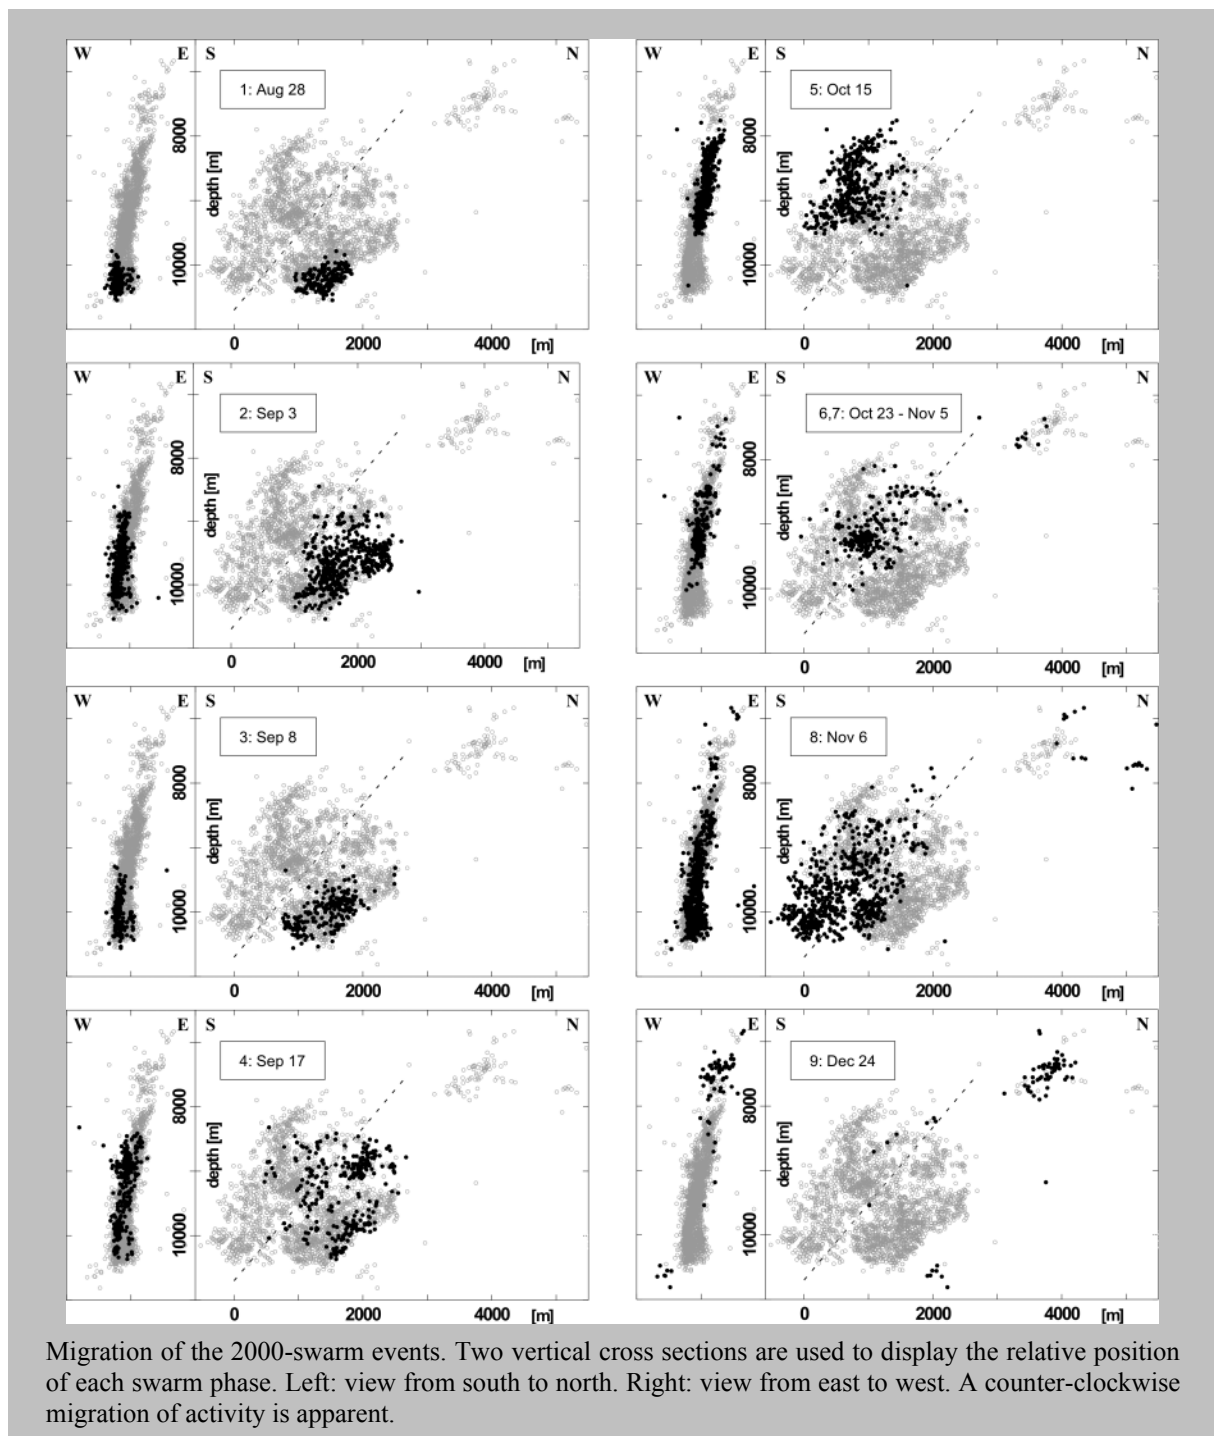 W E S N
1: Aug 28
8000
depth [m]
10000
0 2000 4000 [m]
W E S N
5: Oct 15
8000
depth [m]
10000
0 2000 4000 [m]
W E S N
2: Sep 3
8000
depth [m]
10000
0 2000 4000 [m]
W E S N
6,7: Oct 23 - Nov 5
8000
depth [m]
10000
0 2000 4000 [m]
W E S N
3: Sep 8
8000
depth [m]
10000
0 2000 4000 [m]
W E S N
8: Nov 6
8000
depth [m]
10000
0 2000 4000 [m]
W E S N
4: Sep 17
8000
depth [m]
10000
0 2000 4000 [m]
W E S N
9: Dec 24
8000
depth [m]
10000
0 2000 4000 [m]
Migration of the 2000-swarm events. Two vertical cross sections are used to display the relative position
of each swarm phase. Left: view from south to north. Right: view from east to west. A counter-clockwise
migration of activity is apparent.